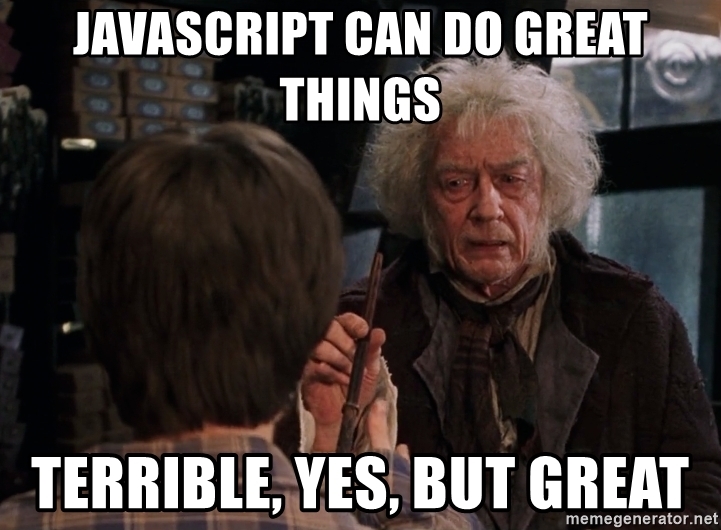 JAVASCRIPT CAN DO GREAT
THINGS
TERRIBLE, YES, BUT GREAT
memegenerator.net